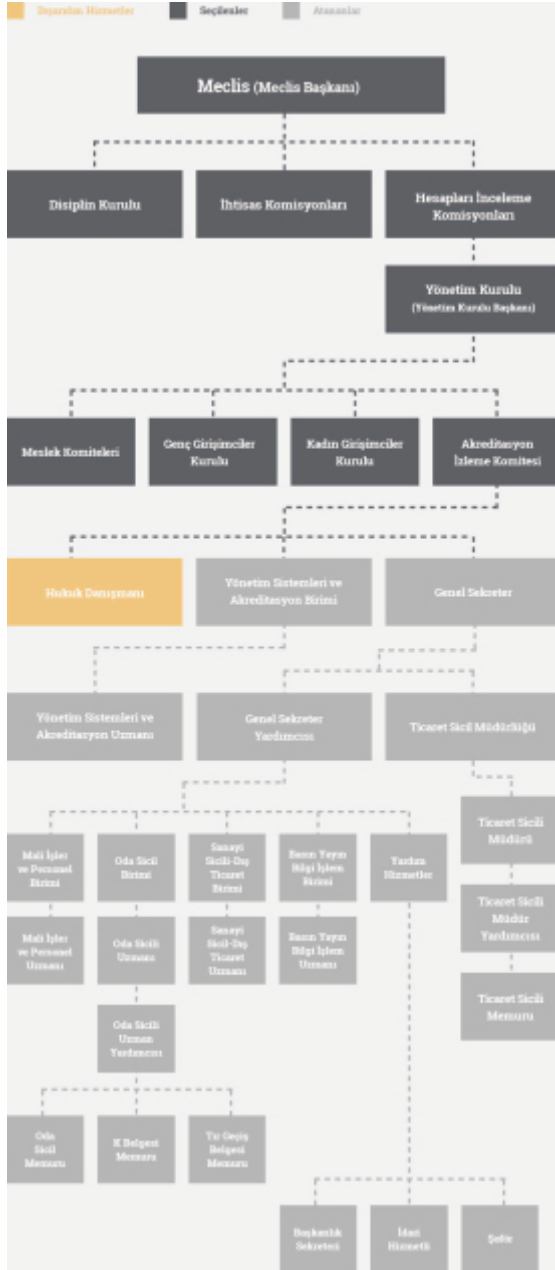 Dışarıdan Hizmetler
Seçilenler
Atananlar
Meclis (Meclis Başkanı)
Disiplin Kurulu
İhtisas Komisyonları
Hesapları İnceleme
Komisyonları
Yönetim Kurulu
(Yönetim Kurulu Başkanı)
Meslek Komiteleri
Genç Girişimciler
Kurulu
Kadın Girişimciler
Kurulu
Akreditasyon
İzleme Komitesi
Hukuk Danışmanı
Yönetim Sistemleri ve
Akreditasyon Birimi
Genel Sekreter
Yönetim Sistemleri ve
Akreditasyon Uzmanı
Genel Sekreter
Yardımcısı
Ticaret Sicil Müdürlüğü
Mali İşler
ve Personel
Birimi
Oda Sicil
Birimi
Sanayi
Sicili-Dış
Ticaret
Birimi
Basın Yayın
Bilgi İşlem
Birimi
Yardım
Hizmetler
Ticaret Sicili
Müdürü
Mali İşler
ve Personel
Uzmanı
Oda Sicili
Uzmanı
Sanayi
Sicil-Dış
Ticaret
Uzmanı
Basın Yayın
Bilgi İşlem
Uzmanı
Ticaret Sicili
Müdür
Yardımcısı
Ticaret Sicili
Memuru
Oda Sicili
Uzman
Yardımcısı
Oda
Sicil
Memuru
K Belgesi
Memuru
Tır Geçiş
Belgesi
Memuru
Başkanlık
Sekreteri
İdari
Hizmetli
Şoför